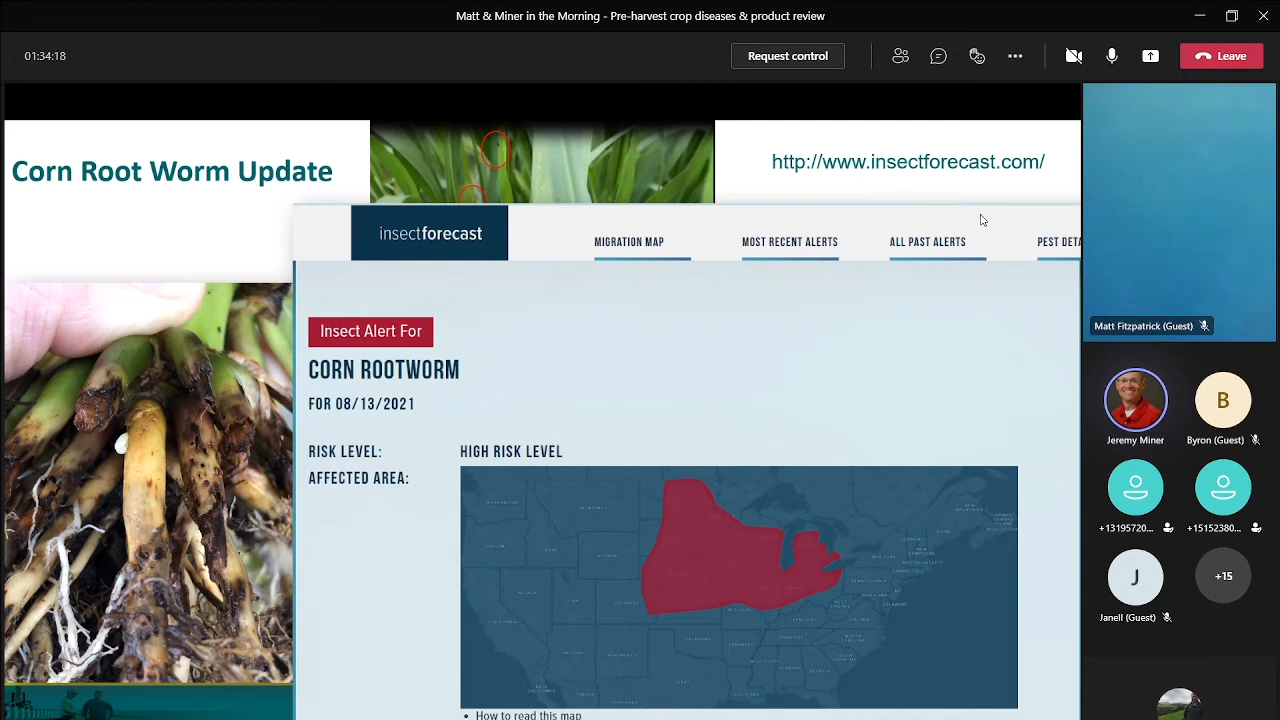 Matt & Miner in the Morning - Pre-harvest crop diseases & product review
01:34:18
Request control
Leave
Corn Root Worm Update
http://www.insectforecast.com/
insectforecast
MIGRATION MAP
MOST RECENT ALERTS
ALL PAST ALERTS
PEST DETA
Insect Alert For
CORN ROOTWORM
FOR 08/13/2021
RISK LEVEL:
HIGH RISK LEVEL
AFFECTED AREA:
• How to read this map
Matt Fitzpatrick (Guest)
B
Jeremy Miner
Byron (Guest)
+13195720...
+15152380...
J
+15
Janell (Guest)